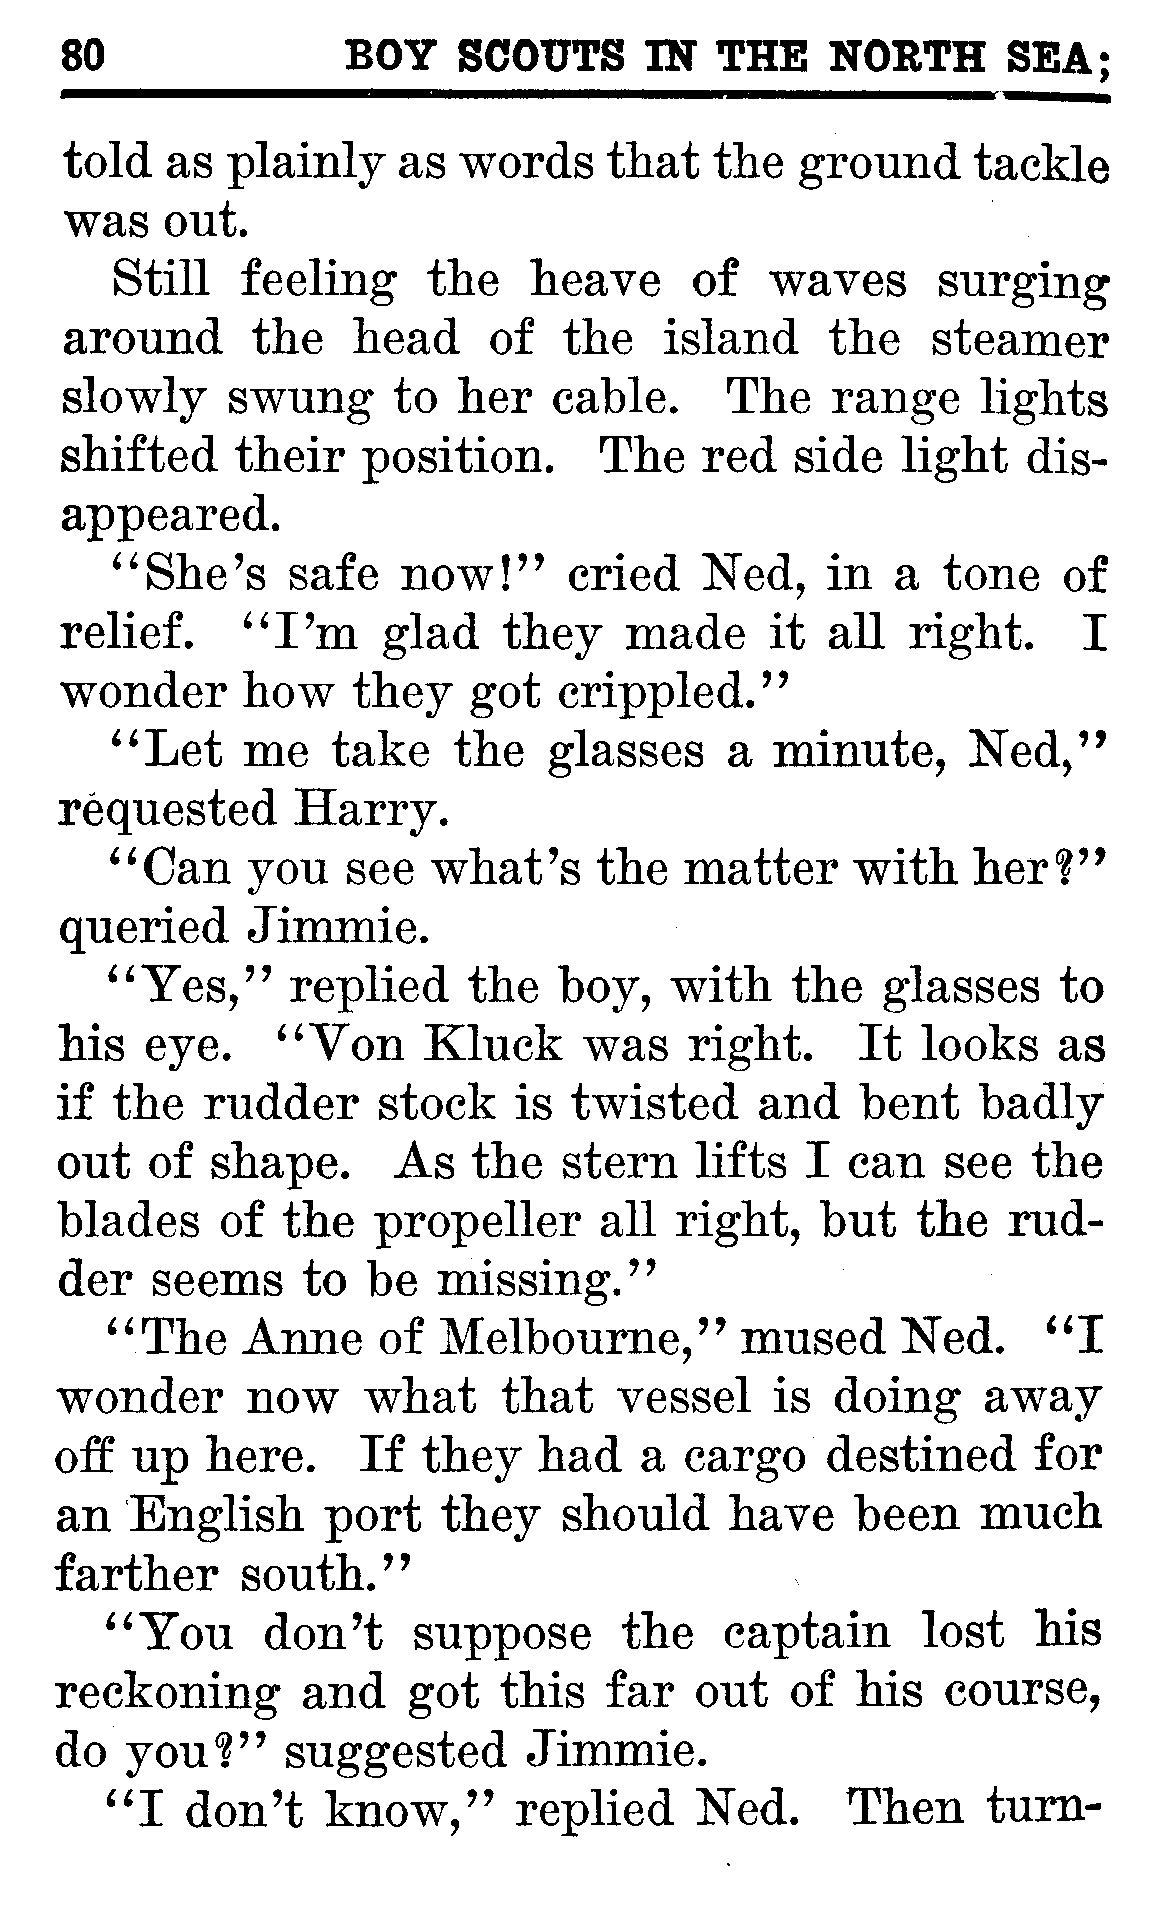 80 BOY SCOUTS IN THE NORTH SEA;
told as plainly as words that the ground tackle
was out.
Still feeling the heave of waves surging
around the head of the island the steamer
slowly swung to her cable. The range lights
shifted their position. The red side light dis-
appeared.
“She’s safe now!” cried Ned, in a tone of
relief. “I’m glad they made it all right. I
wonder how they got crippled.”
“Let me take the glasses a minute, Ned,”
requested Harry.
“Can you see what’s the matter with her?”
queried Jimmie.
“Yes,” replied the boy, with the glasses to
his eye. “Von Kluck was right. It looks as
if the rudder stock is twisted and bent badly
out of shape. As the stern lifts I can see the
blades of the propeller all right, but the rud-
der seems to be missing.”
“The Anne of Melbourne,” mused Ned. “I
wonder now what that vessel is doing away
off up here. If they had a cargo destined for
an English port they should have been much
farther south.”
“You don’t suppose the captain lost his
reckoning and got this far out of his course,
do you?” suggested Jimmie.
“I don’t know,” replied Ned. Then turn-